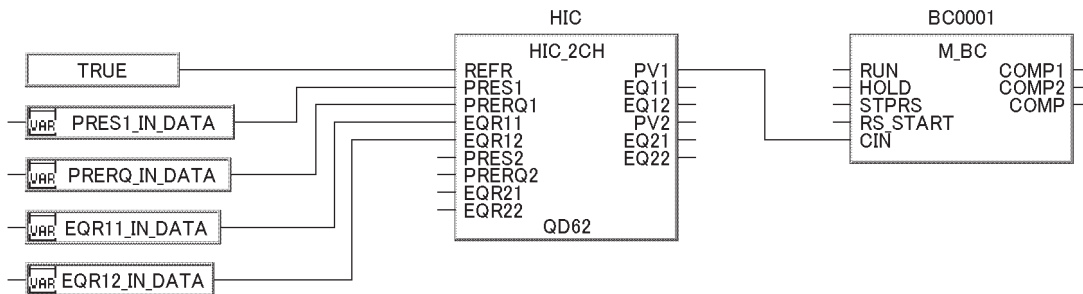 HIC
BC0001
HIC_2CH
M_BC
TRUE
REFR PV1
PRES1 EQ11
PRERQ1 EQ12
EQR11 PV2
EQR12 EQ21
PRES2 EQ22
PRERQ2
EQR21
EQR22
QD62
RUN COMP1
HOLD COMP2
STPRS COMP
RS_START
CIN
VAR PRES1_IN_DATA
VAR PRERQ_IN_DATA
VAR EQR11_IN_DATA
VAR EQR12_IN_DATA